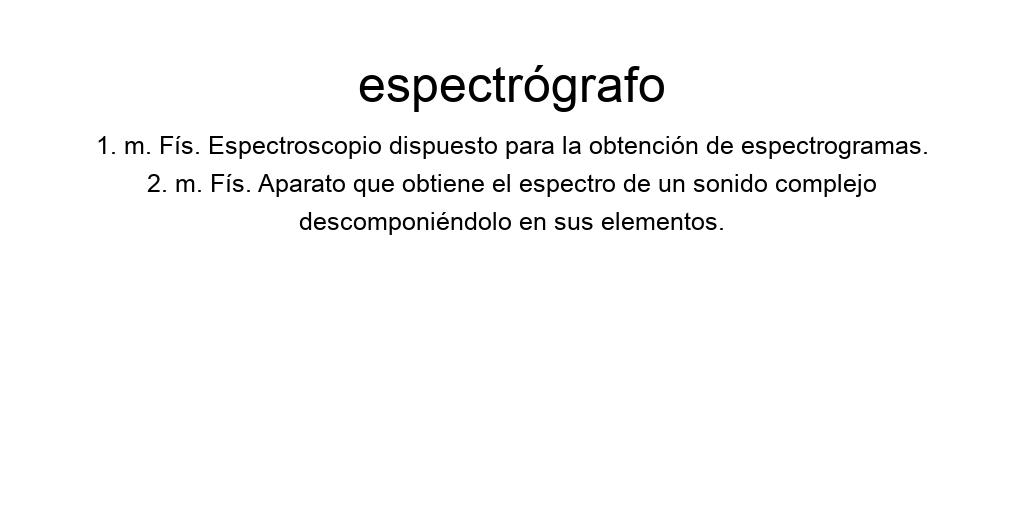 espectrógrafo
1. m. Fís. Espectroscopio dispuesto para la obtención de espectrogramas.
2. m. Fís. Aparato que obtiene el espectro de un sonido complejo
descomponiéndolo en sus elementos.